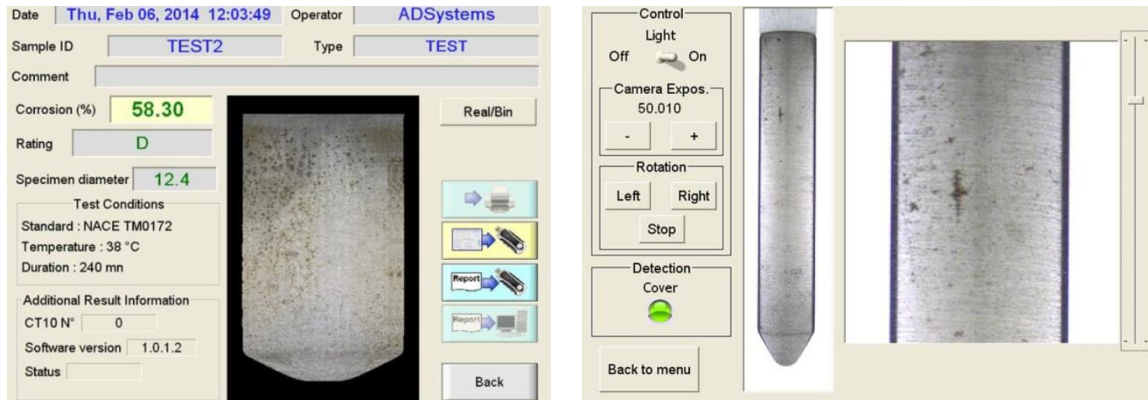 Date Thu, Feb 06, 2014 12:03:49 Operator ADSystems
Sample ID TEST2 Type TEST
Comment
Corrosion (%) 58.30
Real/Bin
Rating D
Specimen diameter 12.4
Test Conditions
Standard : NACE TM0172
Temperature : 38 °C
Duration : 240 mn
Report
Additional Result Information
CT10 N° 0
Report
Software version 1.0.1.2
Status
Back
Control
Light
Off On
Camera Expos.
50.010
- +
Rotation
Left Right
Stop
Detection
Cover
Back to menu